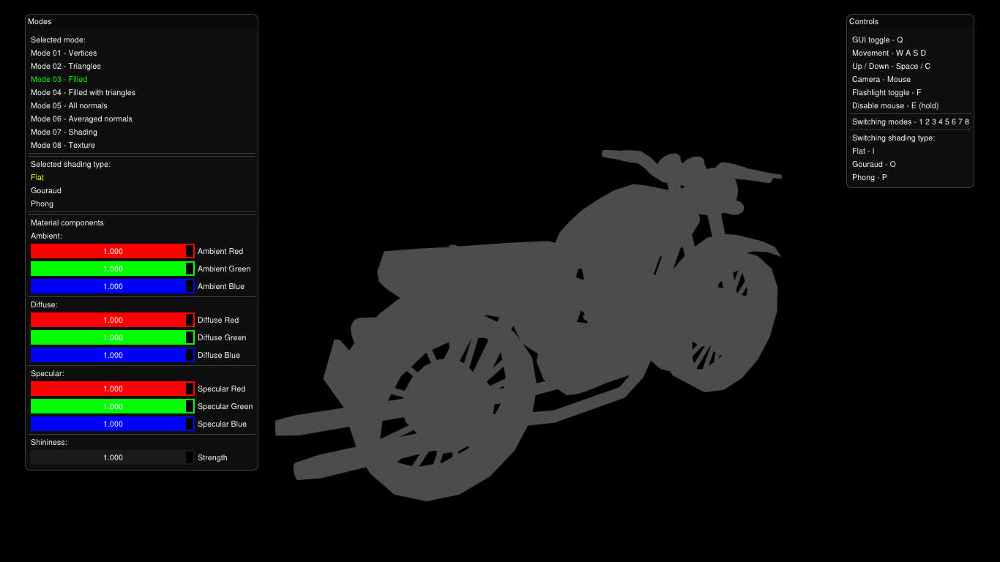 Modes
Selected mode:
Mode 01 - Vertices
Mode 02 - Triangles
Mode 03 - Filled
Mode 04 - Filled with triangles
Mode 05 - All normals
Mode 06 - Averaged normals
Mode 07 - Shading
Mode 08 - Texture
Selected shading type:
Flat
Gouraud
Phong
Material components
Ambient:
1.000 Ambient Red
1.000 Ambient Green
1.000 Ambient Blue
Diffuse:
1.000 Diffuse Red
1.000 Diffuse Green
1.000 Diffuse Blue
Specular:
1.000 Specular Red
1.000 Specular Green
1.000 Specular Blue
Shininess:
1.000 Strength
Controls
GUI toggle - Q
Movement - W A S D
Up / Down - Space / C
Camera - Mouse
Flashlight toggle - F
Disable mouse - E (hold)
Switching modes - 1 2 3 4 5 6 7 8
Switching shading type:
Flat - I
Gouraud - O
Phong - P